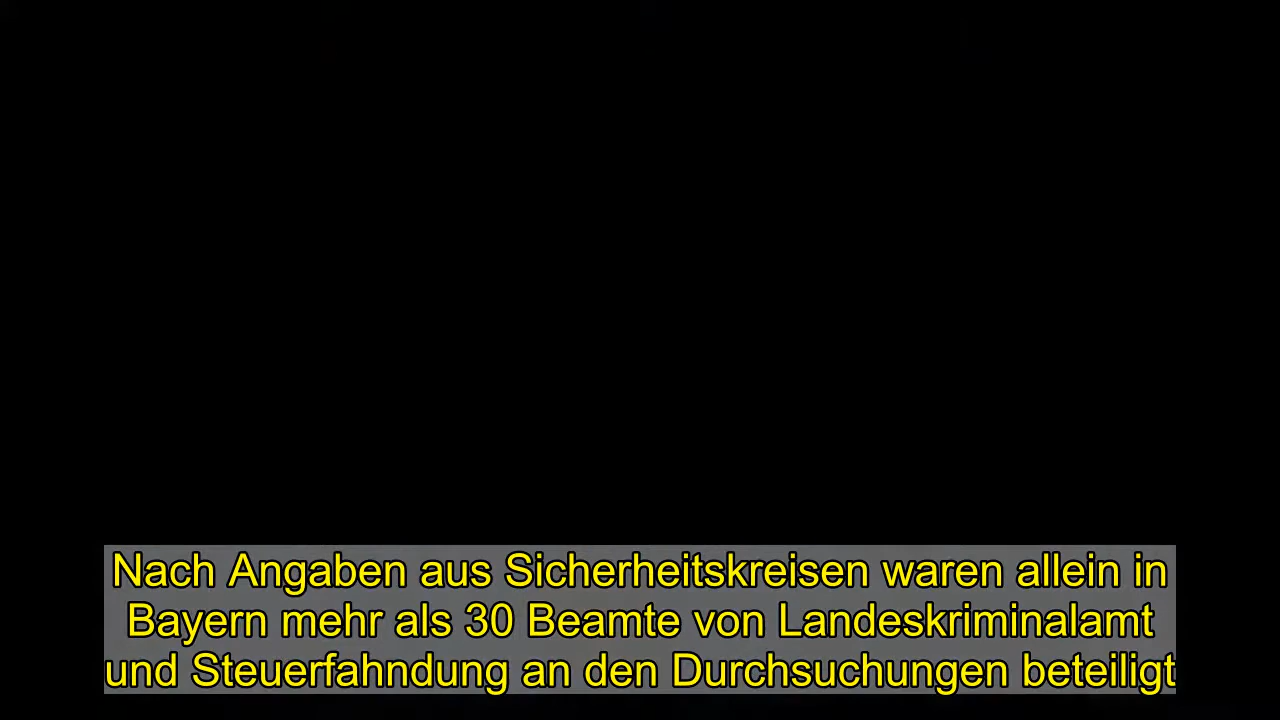 Nach Angaben aus Sicherheitskreisen waren allein in
Bayern mehr als 30 Beamte von Landeskriminalamt
und Steuerfahndung an den Durchsuchungen beteiligt